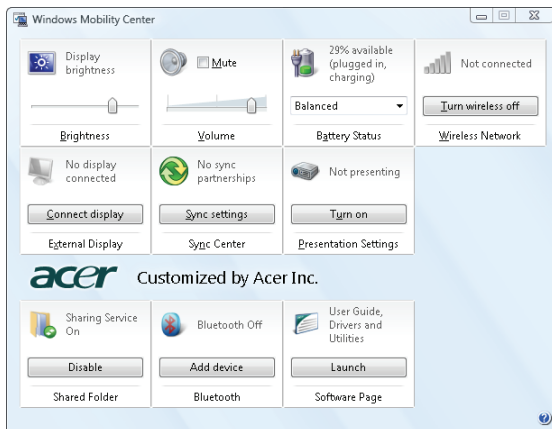 Windows Mobility Center
Display
brightness
Brightness
Mute
Volume
29% available
(plugged in,
charging)
Balanced
Battery Status
Not connected
Turn wireless off
Wireless Network
No display
connected
Connect display
External Display
No sync
partnerships
Sync settings
Sync Center
Not presenting
Turn on
Presentation Settings
acer Customized by Acer Inc.
Sharing Service
On
Disable
Shared Folder
Bluetooth Off
Add device
Bluetooth
User Guide,
Drivers and
Utilities
Launch
Software Page